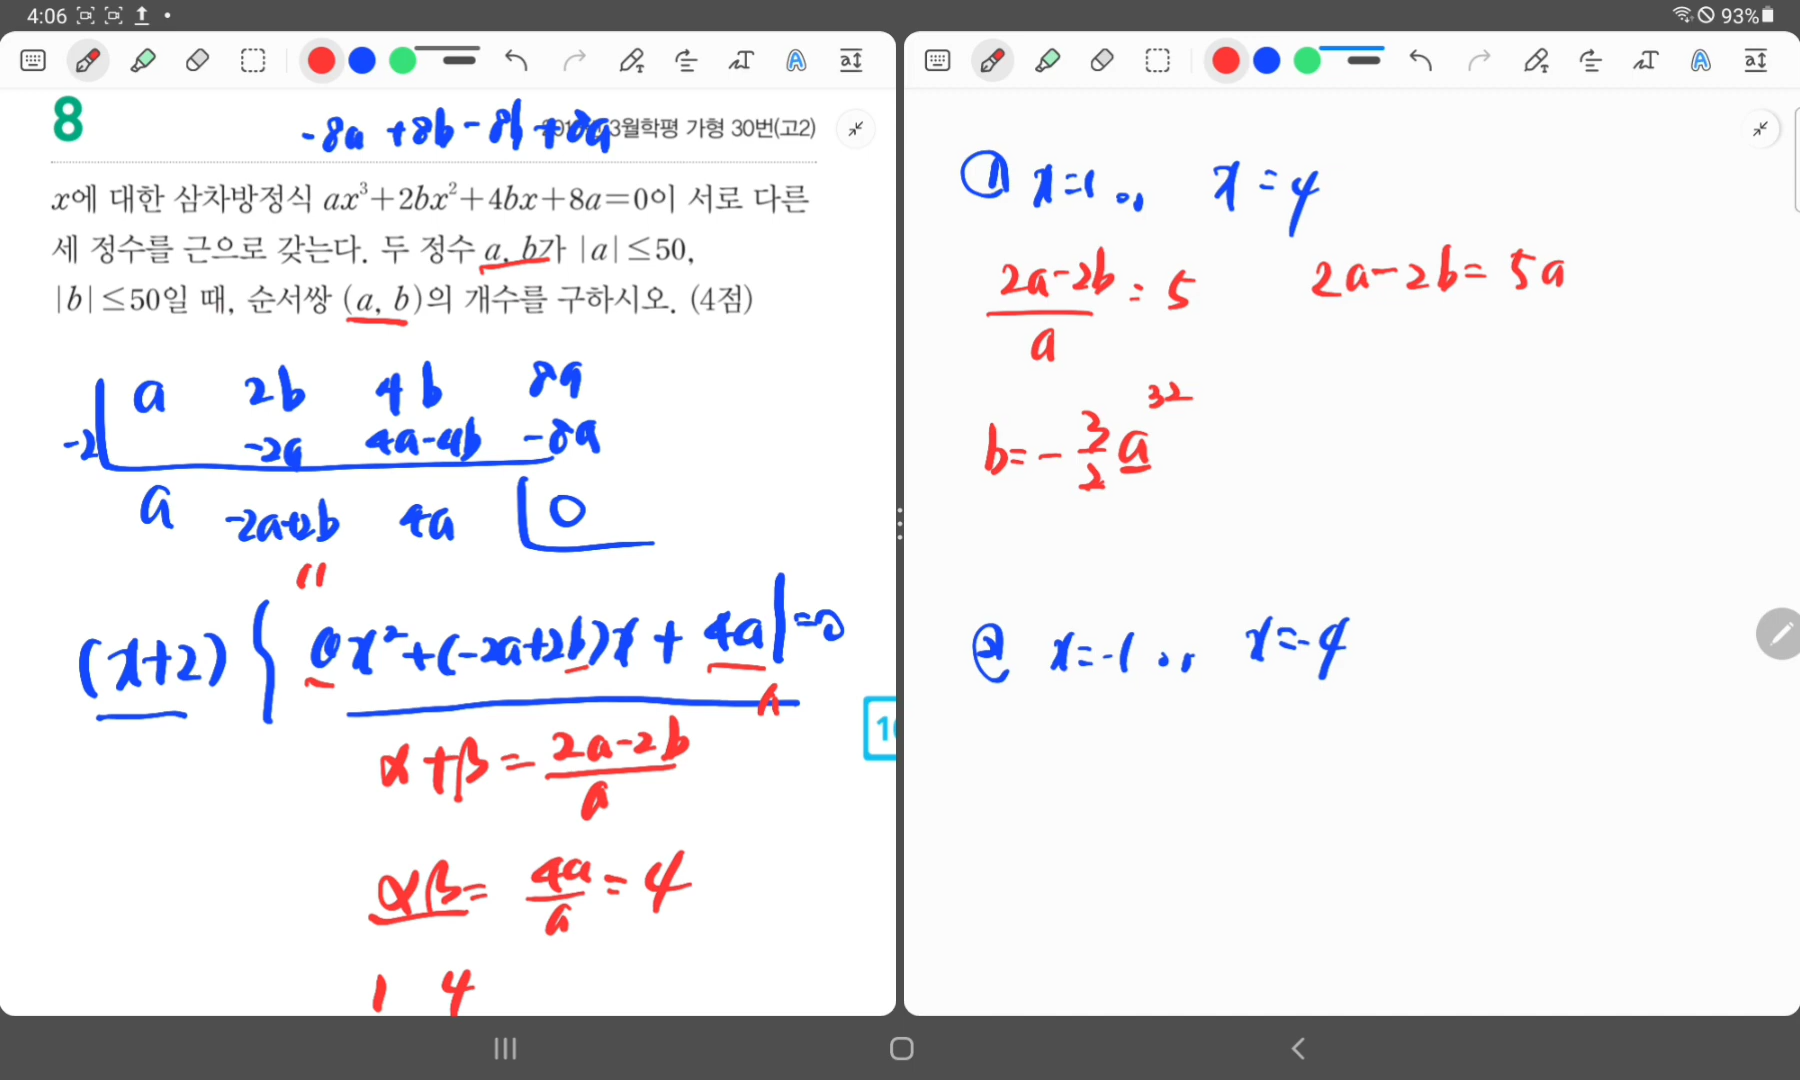 4:06
93%
8
-8a +8b -8b +8a
3월학평 가형 30번(고2)
x에 대한 삼차방정식 ax³+2bx²+4bx+8a=0이 서로 다른
세 정수를 근으로 갖는다. 두 정수 a, b가 |a|≤50,
|b|≤50일 때, 순서쌍 (a, b)의 개수를 구하시오. (4점)
a 2b 4b 8a
-2 -2a 4a-4b -8a
a -2a+2b 4a 0
(x+2) { ax²+(-2a+2b)x + 4a } =0
α+β = 2a-2b / a
αβ = 4a / a = 4
1 4
① x=1 or x=4
2a-2b / a = 5 2a-2b = 5a
b= - 3/2 a 32
② x=-1 or x=-4